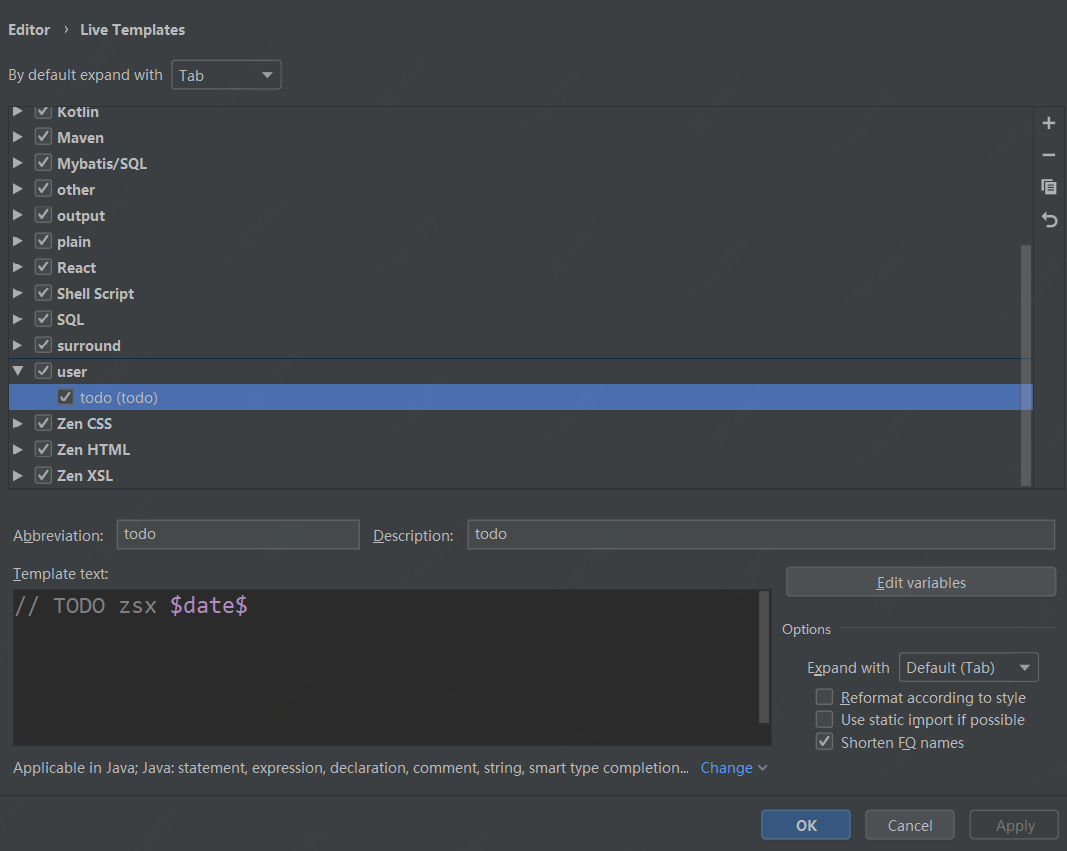 Editor › Live Templates
By default expand with Tab
Kotlin
Maven
Mybatis/SQL
other
output
plain
React
Shell Script
SQL
surround
user
todo (todo)
Zen CSS
Zen HTML
Zen XSL
Abbreviation: todo Description: todo
Template text:
Edit variables
// TODO zsx $date$
Options
Expand with Default (Tab)
Reformat according to style
Use static import if possible
Shorten FQ names
Applicable in Java; Java: statement, expression, declaration, comment, string, smart type completion... Change
OK Cancel Apply